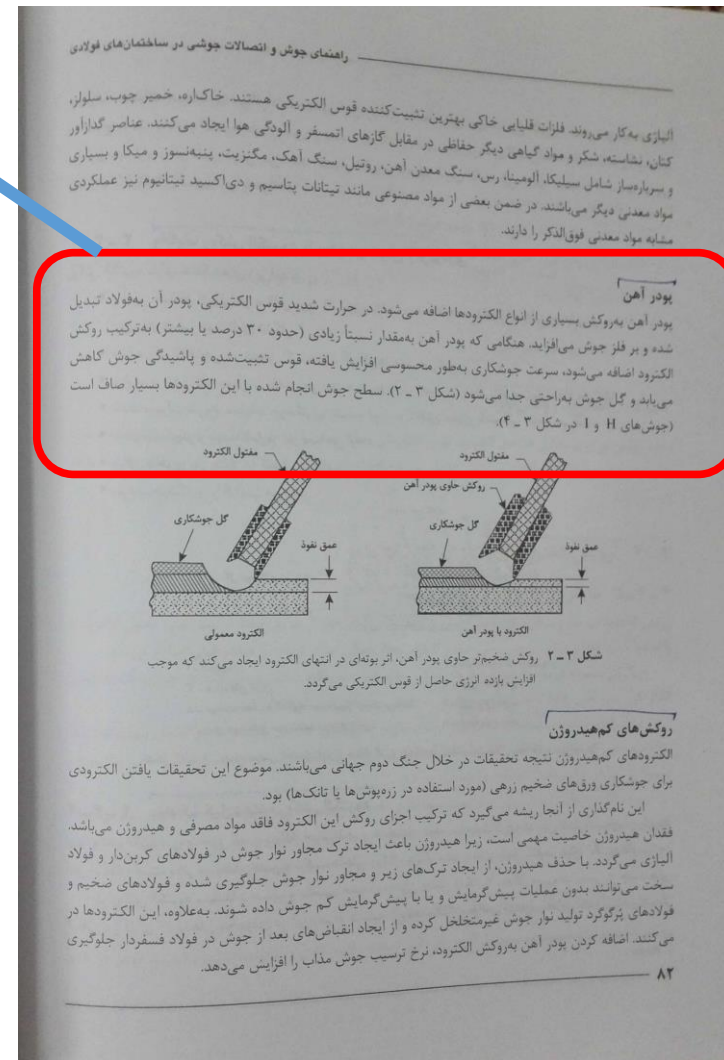 راهنمای جوش و اتصالات جوشی در ساختمان‌های فولادی
آلیاژی به‌کار می‌روند. فلزات قلیایی خاکی بهترین تثبیت‌کننده قوس الکتریکی هستند. خاک‌اره، خمیر چوب، سلولز،
کتان، نشاسته، شکر و مواد گیاهی دیگر حفاظی در مقابل گازهای اتمسفر و آلودگی هوا ایجاد می‌کنند. عناصر گدازآور
و سرباره‌ساز شامل سیلیکا، آلومینا، رس، سنگ معدن آهن، روتیل، سنگ آهک، مگنزیت، پنبه‌نسوز و میکا و بسیاری
مواد معدنی دیگر می‌باشند. در ضمن بعضی از مواد مصنوعی مانند تیتانات پتاسیم و دی‌اکسید تیتانیوم نیز عملکردی
مشابه مواد معدنی فوق‌الذکر را دارند.
پودر آهن
پودر آهن به‌روکش بسیاری از انواع الکترودها اضافه می‌شود. در حرارت شدید قوس الکتریکی، پودر آن به‌فولاد تبدیل
شده و بر فلز جوش می‌افزاید. هنگامی که پودر آهن به‌مقدار نسبتاً زیادی (حدود ۳۰ درصد یا بیشتر) به‌ترکیب روکش
الکترود اضافه می‌شود، سرعت جوشکاری به‌طور محسوسی افزایش یافته، قوس تثبیت‌شده و پاشیدگی جوش کاهش
می‌یابد و گل جوش به‌راحتی جدا می‌شود (شکل ۳ ـ ۲). سطح جوش انجام شده با این الکترودها بسیار صاف است
(جوش‌های H و I در شکل ۳ ـ ۴).
مفتول الکترود
گل جوشکاری
عمق نفوذ
الکترود معمولی
مفتول الکترود
روکش حاوی پودر آهن
گل جوشکاری
عمق نفوذ
الکترود با پودر آهن
شکل ۳ ـ ۲ روکش ضخیم‌تر حاوی پودر آهن، اثر بوته‌ای در انتهای الکترود ایجاد می‌کند که موجب
افزایش بازده انرژی حاصل از قوس الکتریکی می‌گردد.
روکش‌های کم‌هیدروژن
الکترودهای کم‌هیدروژن نتیجه تحقیقات در خلال جنگ دوم جهانی می‌باشند. موضوع این تحقیقات یافتن الکترودی
برای جوشکاری ورق‌های ضخیم زرهی (مورد استفاده در زره‌پوش‌ها یا تانک‌ها) بود.
این نام‌گذاری از آنجا ریشه می‌گیرد که ترکیب اجزای روکش این الکترود فاقد مواد مصرفی و هیدروژن می‌باشد.
فقدان هیدروژن خاصیت مهمی است، زیرا هیدروژن باعث ایجاد ترک مجاور نوار جوش در فولادهای کربن‌دار و فولاد
آلیاژی می‌گردد. با حذف هیدروژن، از ایجاد ترک‌های زیر و مجاور نوار جوش جلوگیری شده و فولادهای ضخیم و
سخت می‌توانند بدون عملیات پیش‌گرمایش و یا با پیش‌گرمایش کم جوش داده شوند. به‌علاوه، این الکترودها در
فولادهای پرگوگرد تولید نوار جوش غیرمتخلخل کرده و از ایجاد انقباض‌های بعد از جوش در فولاد فسفردار جلوگیری
می‌کنند. اضافه کردن پودر آهن به‌روکش الکترود، نرخ ترسیب جوش مذاب را افزایش می‌دهد.
۸۲